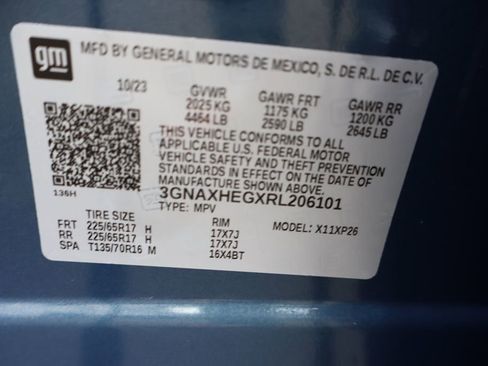 gm
MFD BY GENERAL MOTORS DE MEXICO, S. DE R.L. DE C.V.
10/23 GVWR GAWR FRT GAWR RR
2025 KG 1175 KG 1200 KG
4464 LB 2590 LB 2645 LB
THIS VEHICLE CONFORMS TO ALL
APPLICABLE U.S. FEDERAL MOTOR
VEHICLE SAFETY AND THEFT PREVENTION
STANDARDS IN EFFECT ON THE DATE OF
MANUFACTURE SHOWN ABOVE.
136H
3GNAXHEGXRL206101
TYPE: MPV
TIRE SIZE RIM MODEL: X11XP26
FRT 225/65R17 H 17X7J
RR 225/65R17 H 17X7J
SPA T135/70R16 M 16X4BT